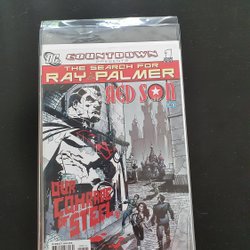 DC
COUNTDOWN
1
THE SEARCH FOR
RAY PALMER
RED SON
OUR
COMRADE
OF STEEL